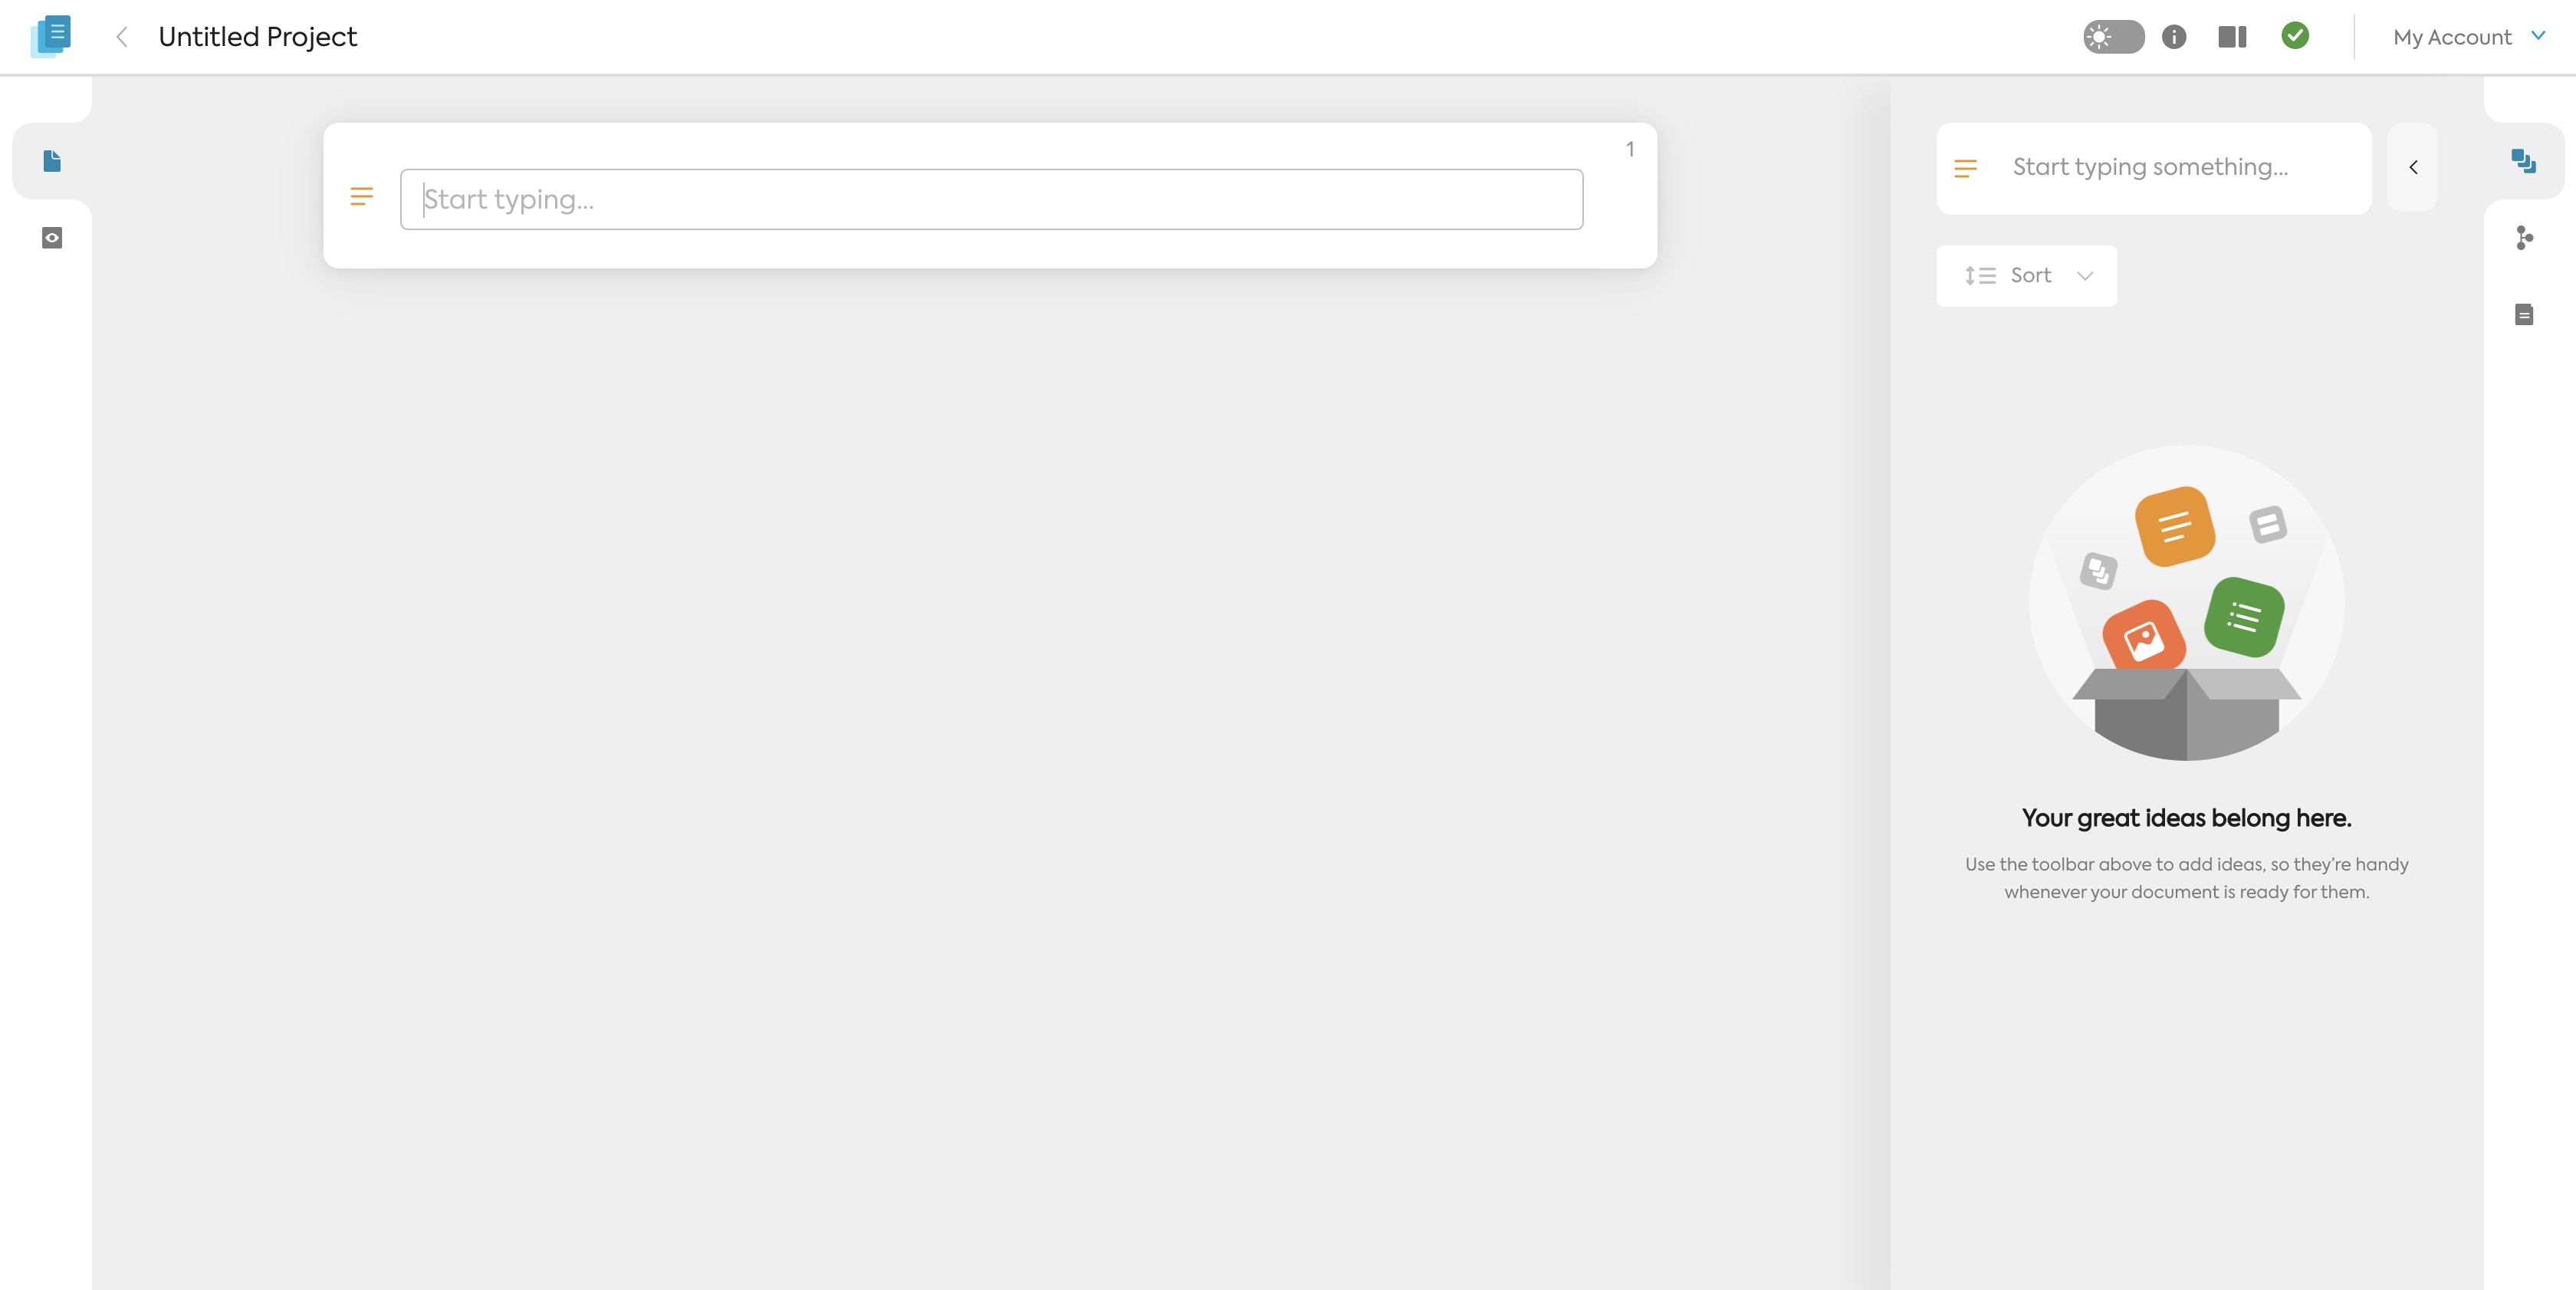 Untitled Project
My Account
1
Start typing...
Start typing something...
Sort
Your great ideas belong here.
Use the toolbar above to add ideas, so they're handy
whenever your document is ready for them.